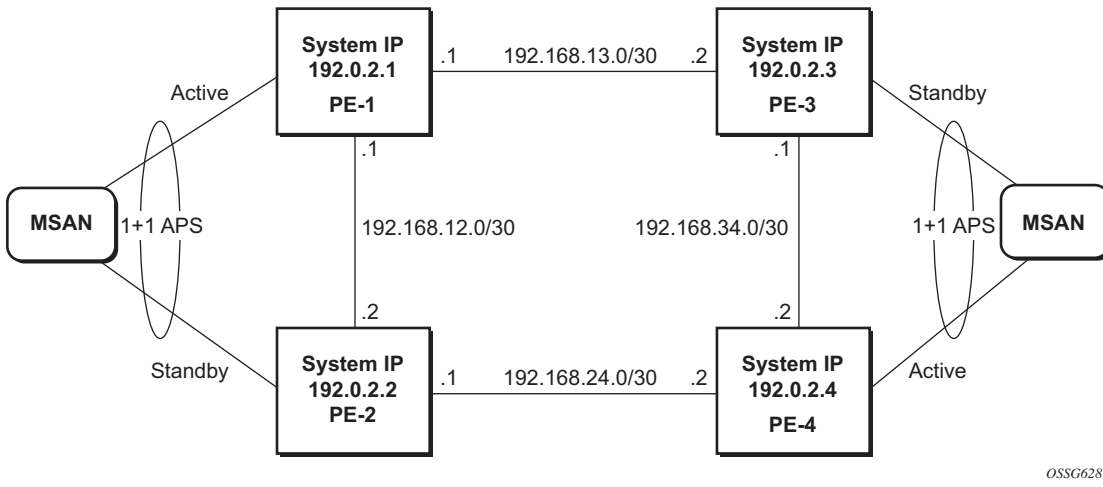 System IP
192.0.2.1
PE-1
.1
192.168.13.0/30
.2
System IP
192.0.2.3
PE-3
Active
Standby
.1
.1
MSAN
1+1 APS
192.168.12.0/30
192.168.34.0/30
1+1 APS
MSAN
.2
.2
Standby
System IP
192.0.2.2
PE-2
.1
192.168.24.0/30
.2
System IP
192.0.2.4
PE-4
Active
OSSG628